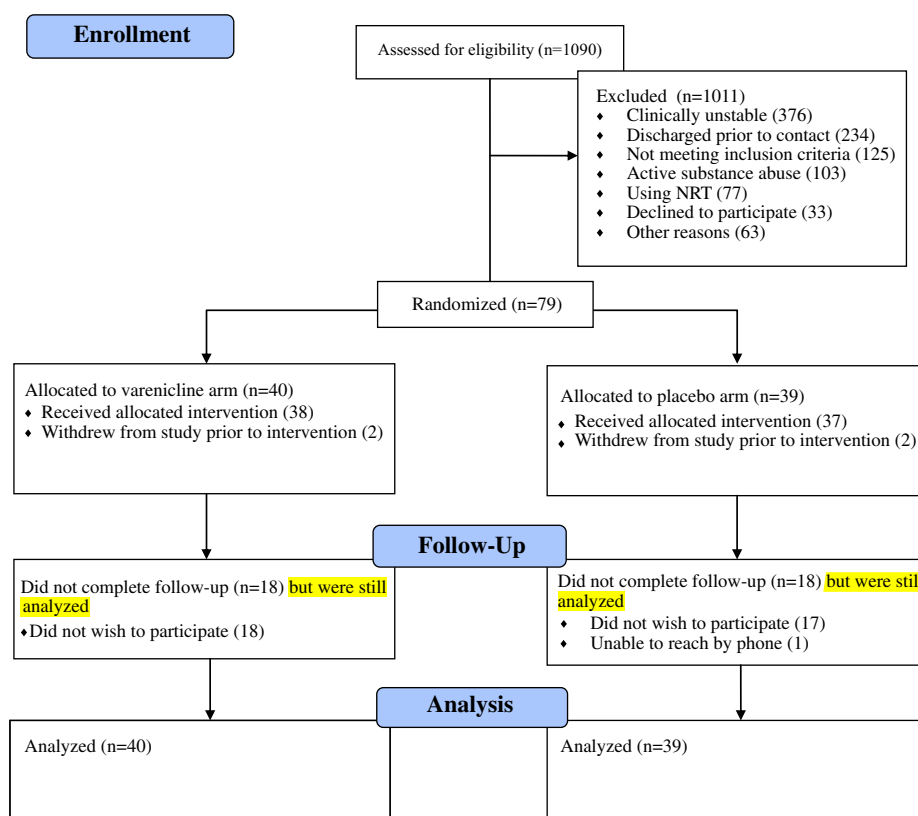 Enrollment
Assessed for eligibility (n=1090)
Excluded (n=1011)
♦ Clinically unstable (376)
♦ Discharged prior to contact (234)
♦ Not meeting inclusion criteria (125)
♦ Active substance abuse (103)
♦ Using NRT (77)
♦ Declined to participate (33)
♦ Other reasons (63)
Randomized (n=79)
Allocated to varenicline arm (n=40)
♦ Received allocated intervention (38)
♦ Withdrew from study prior to intervention (2)
Allocated to placebo arm (n=39)
♦ Received allocated intervention (37)
♦ Withdrew from study prior to intervention (2)
Follow-Up
Did not complete follow-up (n=18) but were still
analyzed
♦Did not wish to participate (18)
Did not complete follow-up (n=18) but were still
analyzed
♦ Did not wish to participate (17)
♦ Unable to reach by phone (1)
Analysis
Analyzed (n=40)
Analyzed (n=39)